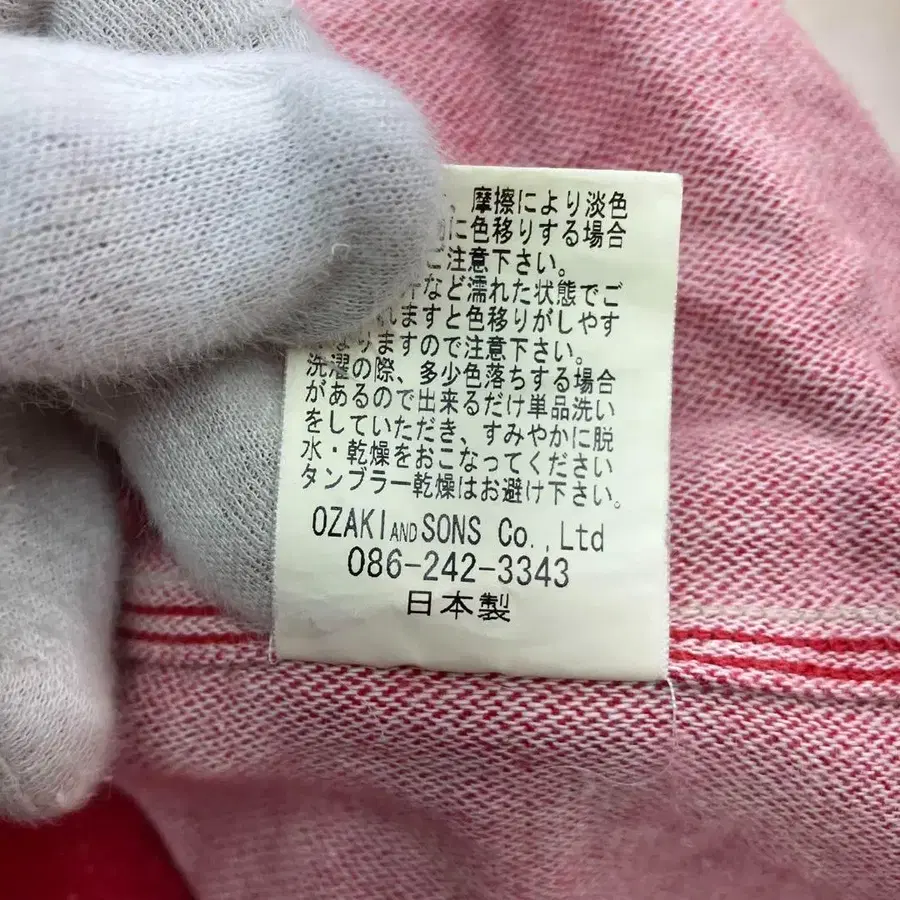 、摩擦により淡色
に色移りする場合
ご注意下さい。
など濡れた状態でご
れますと色移りがしやす
なりますので注意下さい。
洗濯の際、多少色落ちする場合
があるので出来るだけ単品洗い
をしていただき、すみやかに脱
水・乾燥をおこなってください
タンブラー乾燥はお避け下さい。
OZAKI AND SONS Co.,Ltd
086-242-3343
日本製